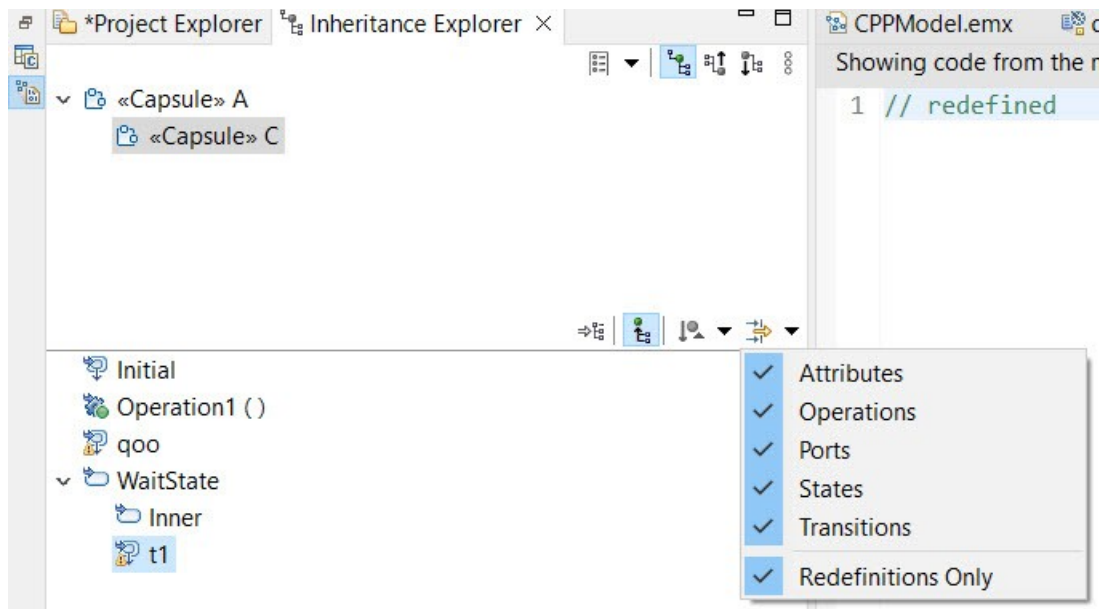 *Project Explorer
Inheritance Explorer
CPPModel.emx
Showing code from the
«Capsule» A
«Capsule» C
1 // redefined
Initial
Operation1 ( )
qoo
WaitState
Inner
t1
Attributes
Operations
Ports
States
Transitions
Redefinitions Only